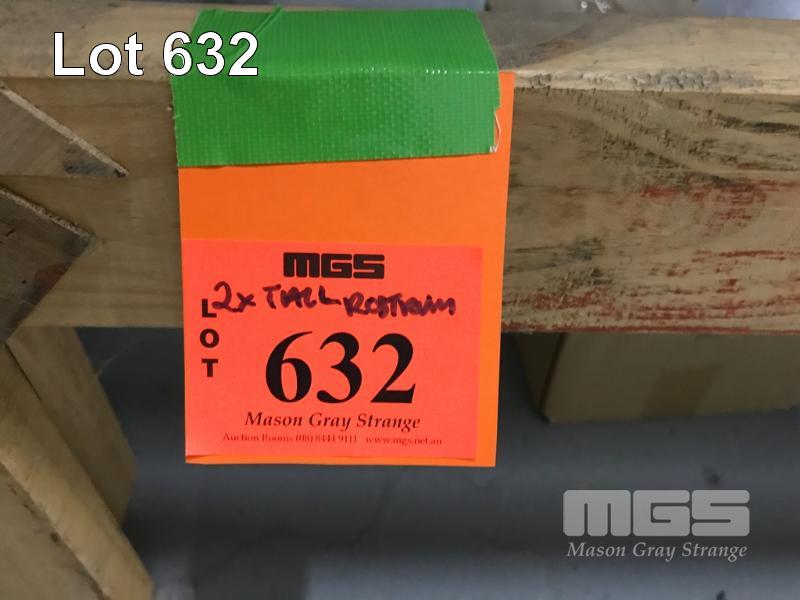 Lot 632
MGS
LOT
2x TALL ROSTRUMS
632
Mason Gray Strange
Auction Rooms (08) 8444 9111 www.mgs.net.au
MGS
Mason Gray Strange